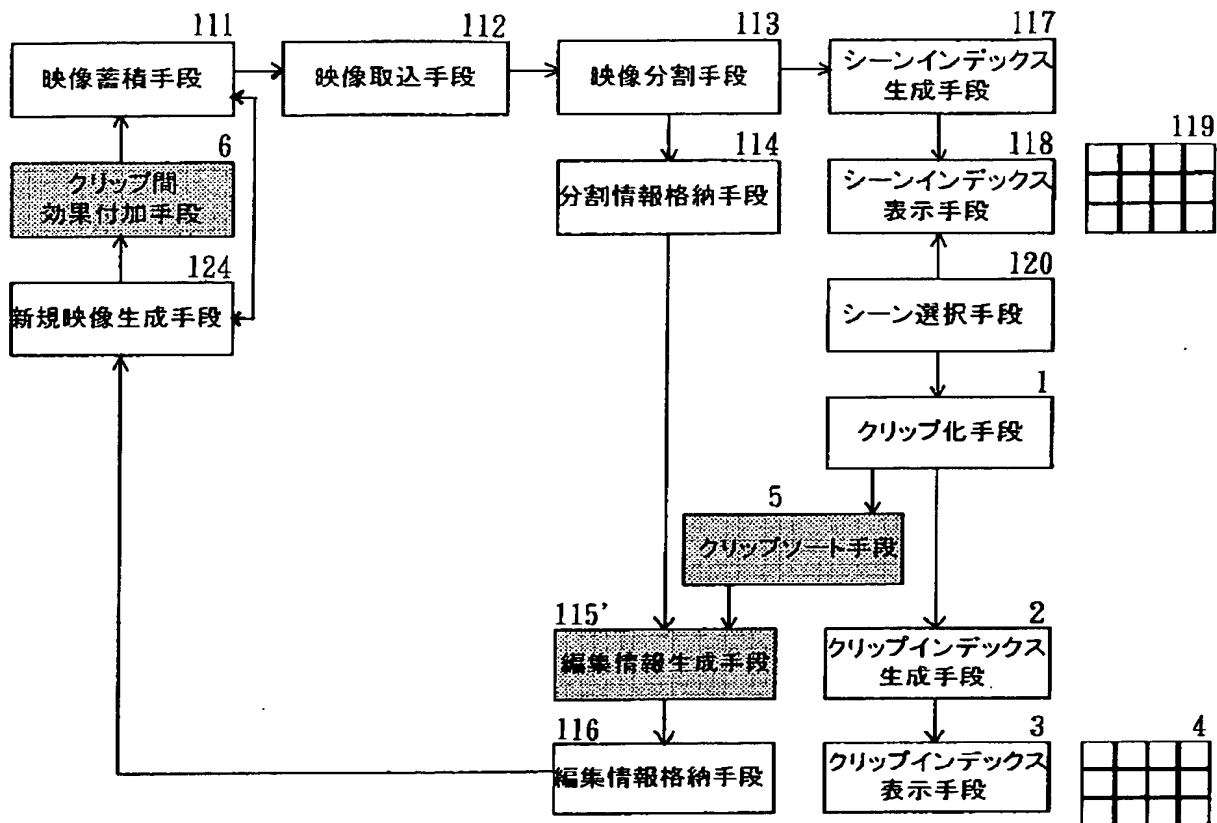 111
映像蓄積手段
112
映像取込手段
113
映像分割手段
117
シーンインデックス
生成手段
6
クリップ間
効果付加手段
114
分割情報格納手段
118
シーンインデックス
表示手段
119
124
新規映像生成手段
120
シーン選択手段
1
クリップ化手段
5
クリップソート手段
115'
編集情報生成手段
2
クリップインデックス
生成手段
116
編集情報格納手段
3
クリップインデックス
表示手段
4